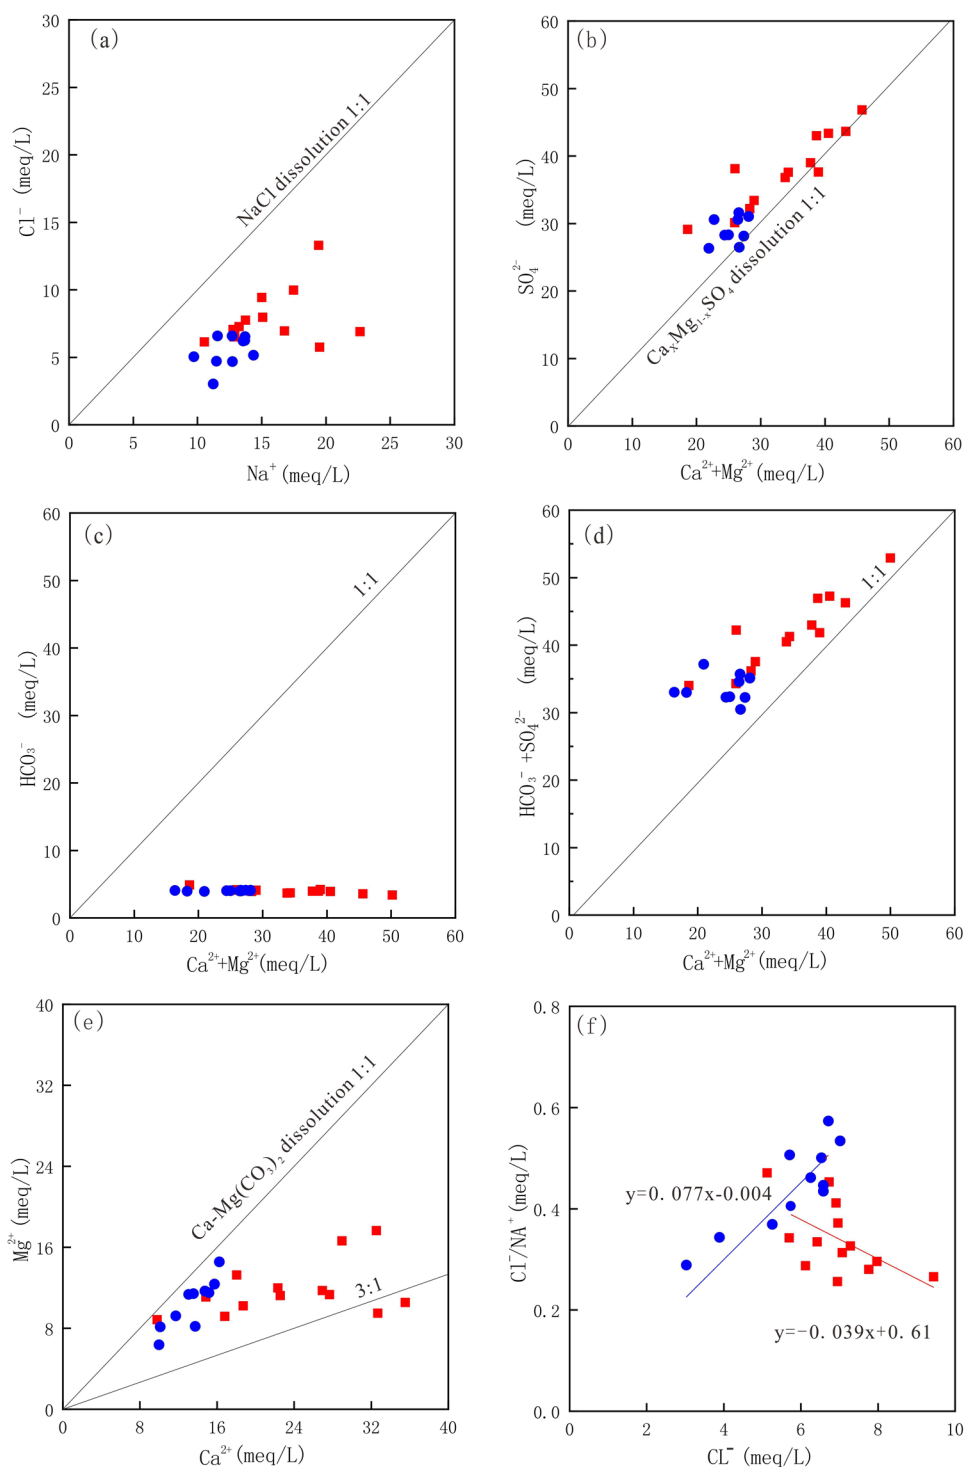 (a)
NaCl dissolution 1:1
Cl⁻ (meq/L)
30
25
20
15
10
5
0
0 5 10 15 20 25 30
Na⁺(meq/L)
(b)
CaₓMg₁₋ₓSO₄ dissolution 1:1
SO₄²⁻ (meq/L)
60
50
40
30
20
10
0
0 10 20 30 40 50 60
Ca²⁺+Mg²⁺(meq/L)
(c)
1:1
HCO₃⁻ (meq/L)
60
50
40
30
20
10
0
0 10 20 30 40 50 60
Ca²⁺+Mg²⁺(meq/L)
(d)
1:1
HCO₃⁻+SO₄²⁻ (meq/L)
60
50
40
30
20
10
0
0 10 20 30 40 50 60
Ca²⁺+Mg²⁺(meq/L)
(e)
Ca-Mg(CO₃)₂ dissolution 1:1
3:1
Mg²⁺(meq/L)
40
32
24
16
8
0
0 8 16 24 32 40
Ca²⁺(meq/L)
(f)
y=0.077x-0.004
y=-0.039x+0.61
Cl⁻/NA⁺(meq/L)
0.8
0.6
0.4
0.2
0.0
0 2 4 6 8 10
CL⁻(meq/L)